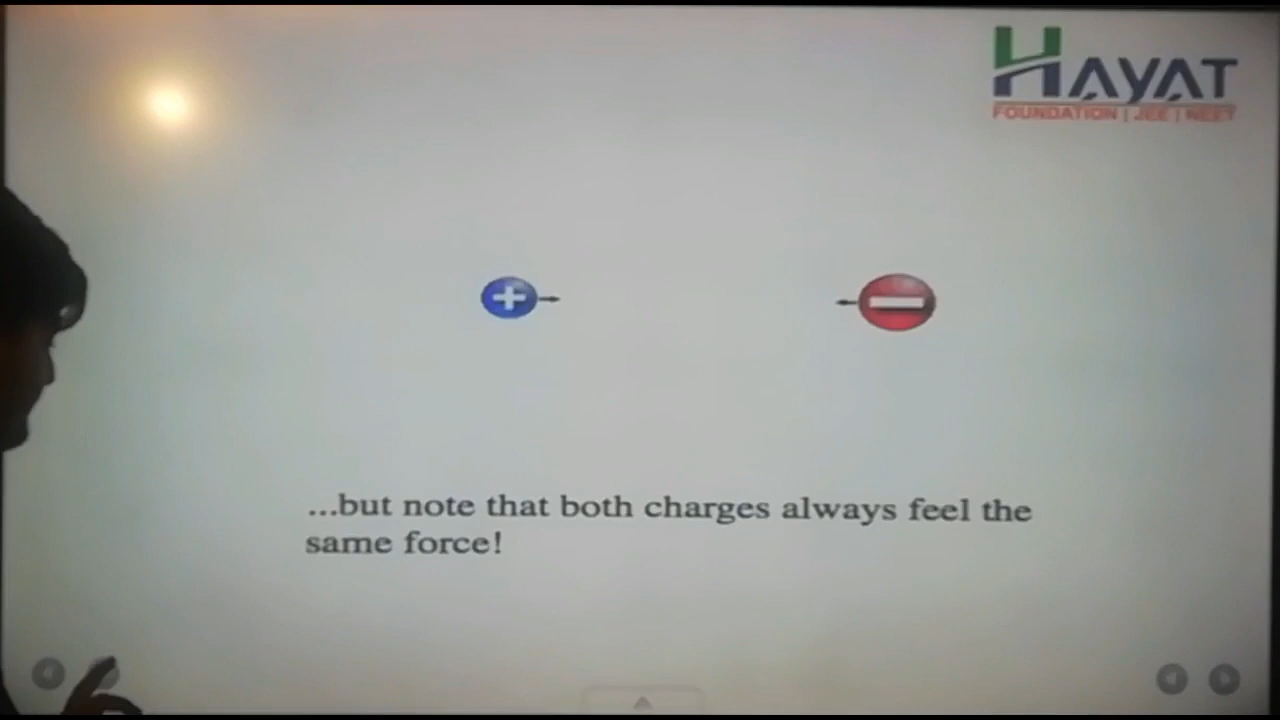 HAYAT
FOUNDATION | JEE | NEET
...but note that both charges always feel the
same force!